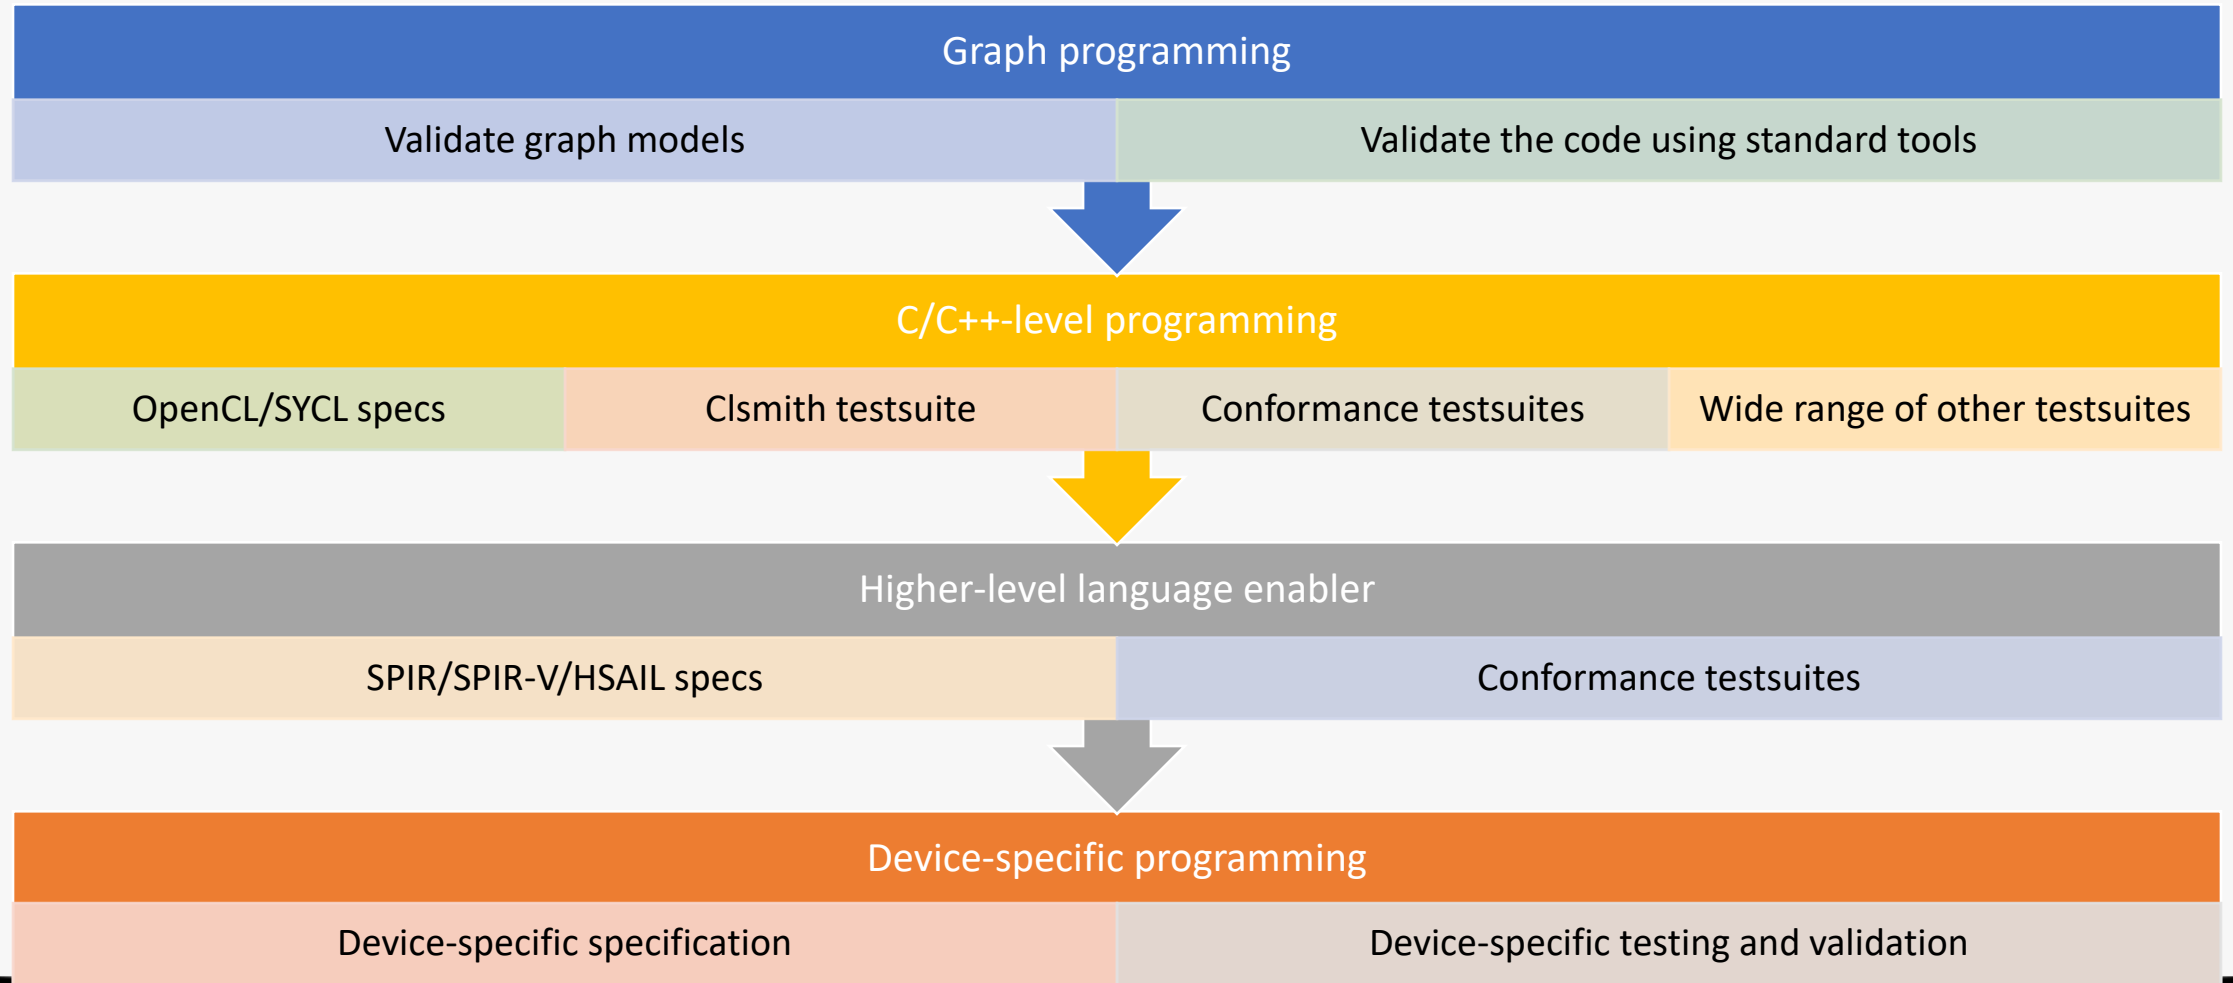 Graph programming
Validate graph models
Validate the code using standard tools
C/C++-level programming
OpenCL/SYCL specs
Clsmith testsuite
Conformance testsuites
Wide range of other testsuites
Higher-level language enabler
SPIR/SPIR-V/HSAIL specs
Conformance testsuites
Device-specific programming
Device-specific specification
Device-specific testing and validation